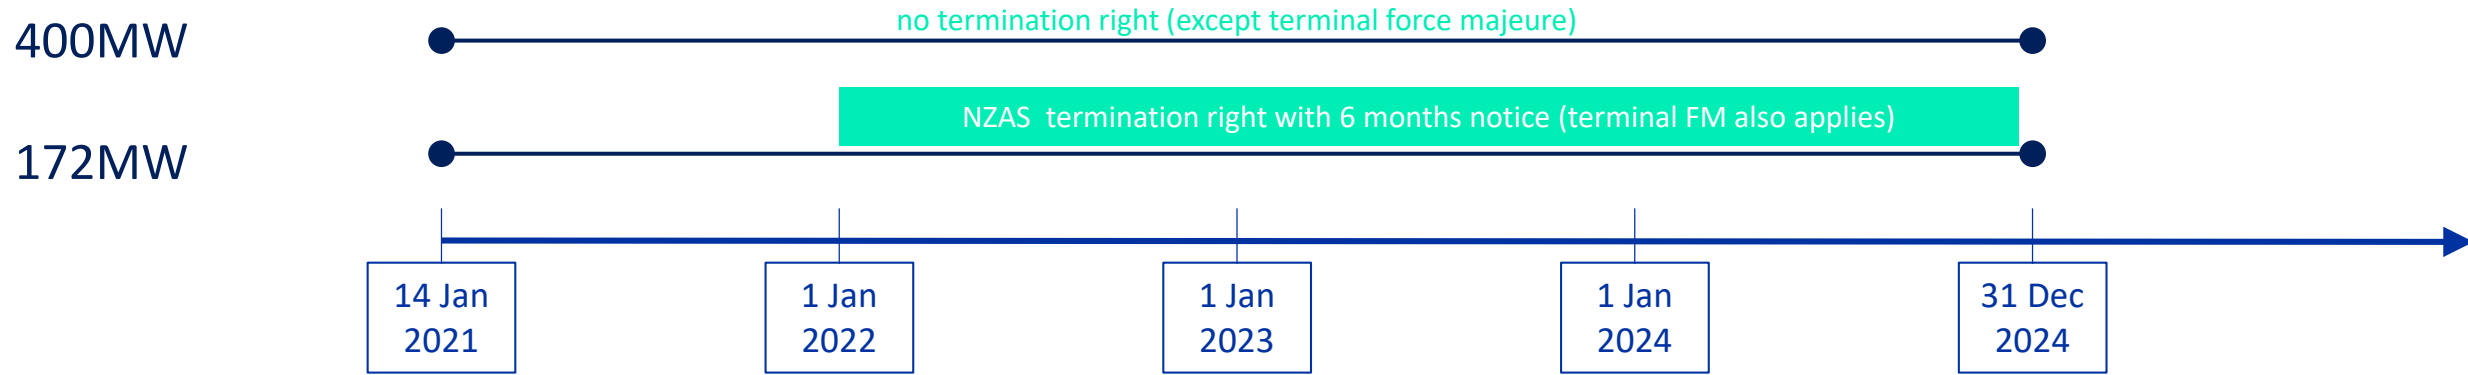 400MW
no termination right (except terminal force majeure)
NZAS  termination right with 6 months notice (terminal FM also applies)
172MW
14 Jan
2021
1 Jan
2022
1 Jan
2023
1 Jan
2024
31 Dec
2024